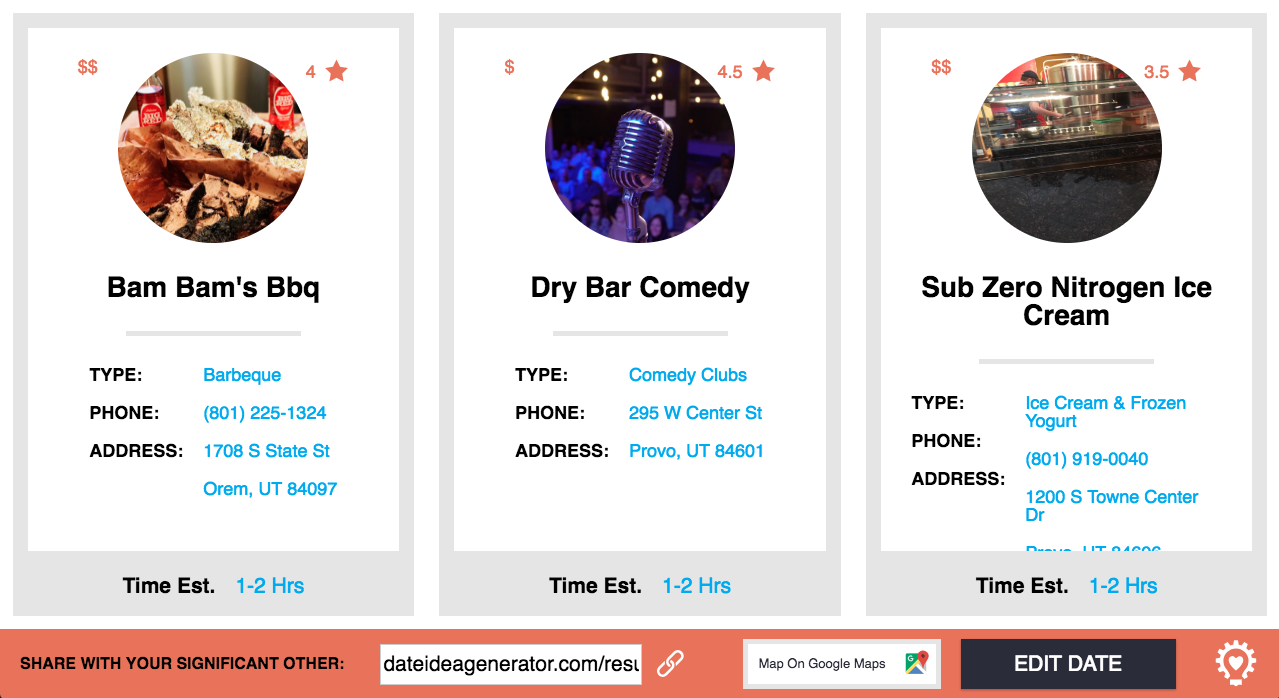 $$
4
Bam Bam's Bbq
TYPE: Barbeque
PHONE: (801) 225-1324
ADDRESS: 1708 S State St
Orem, UT 84097
Time Est. 1-2 Hrs
$
4.5
Dry Bar Comedy
TYPE: Comedy Clubs
PHONE: 295 W Center St
ADDRESS: Provo, UT 84601
Time Est. 1-2 Hrs
$$
3.5
Sub Zero Nitrogen Ice
Cream
TYPE: Ice Cream & Frozen
Yogurt
PHONE:
(801) 919-0040
ADDRESS:
1200 S Towne Center
Dr
Provo, UT 84606
Time Est. 1-2 Hrs
SHARE WITH YOUR SIGNIFICANT OTHER: dateideagenerator.com/resu Map On Google Maps EDIT DATE